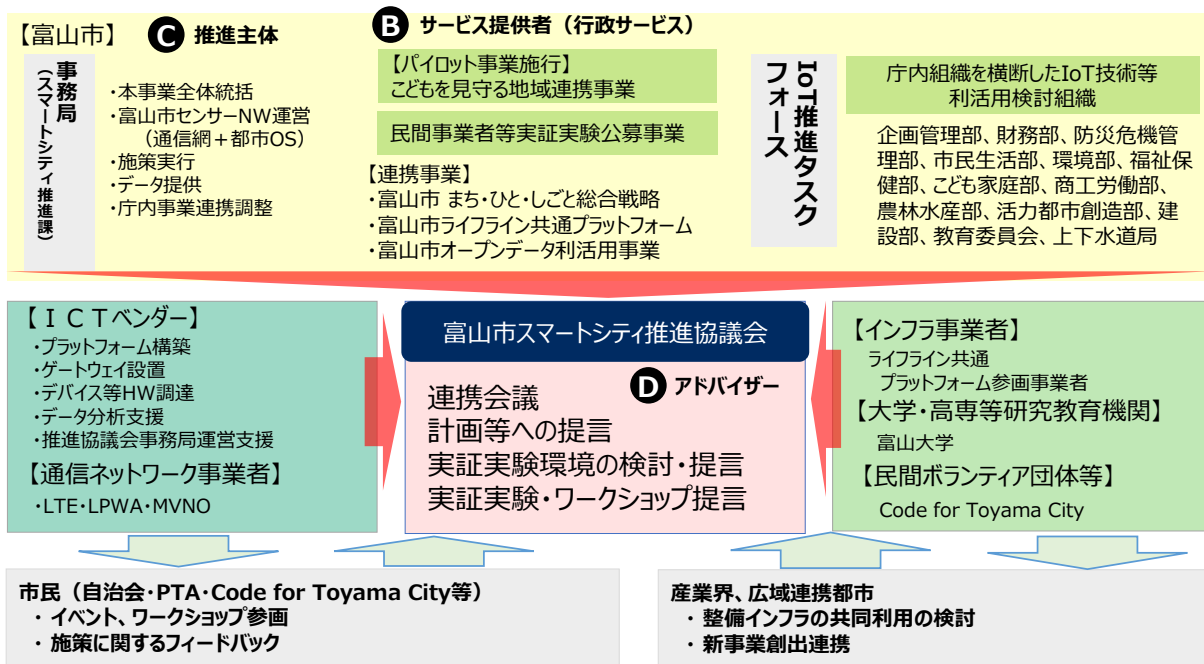 【富山市】
C 推進主体
事務局
（スマートシティ推進課）
・本事業全体統括
・富山市センサーNW運営
（通信網＋都市OS）
・施策実行
・データ提供
・庁内事業連携調整
B サービス提供者（行政サービス）
【パイロット事業施行】
こどもを見守る地域連携事業
民間事業者等実証実験公募事業
【連携事業】
・富山市 まち・ひと・しごと総合戦略
・富山市ライフライン共通プラットフォーム
・富山市オープンデータ利活用事業
IoT推進タスク
フォース
庁内組織を横断したIoT技術等
利活用検討組織
企画管理部、財務部、防災危機管
理部、市民生活部、環境部、福祉保
健部、こども家庭部、商工労働部、
農林水産部、活力都市創造部、建
設部、教育委員会、上下水道局
【ＩＣＴベンダー】
・プラットフォーム構築
・ゲートウェイ設置
・デバイス等HW調達
・データ分析支援
・推進協議会事務局運営支援
【通信ネットワーク事業者】
・LTE・LPWA・MVNO
富山市スマートシティ推進協議会
D アドバイザー
連携会議
計画等への提言
実証実験環境の検討・提言
実証実験・ワークショップ提言
【インフラ事業者】
ライフライン共通
プラットフォーム参画事業者
【大学・高専等研究教育機関】
富山大学
【民間ボランティア団体等】
Code for Toyama City
市民（自治会・PTA・Code for Toyama City等）
・ イベント、ワークショップ参画
・ 施策に関するフィードバック
産業界、広域連携都市
・ 整備インフラの共同利用の検討
・ 新事業創出連携